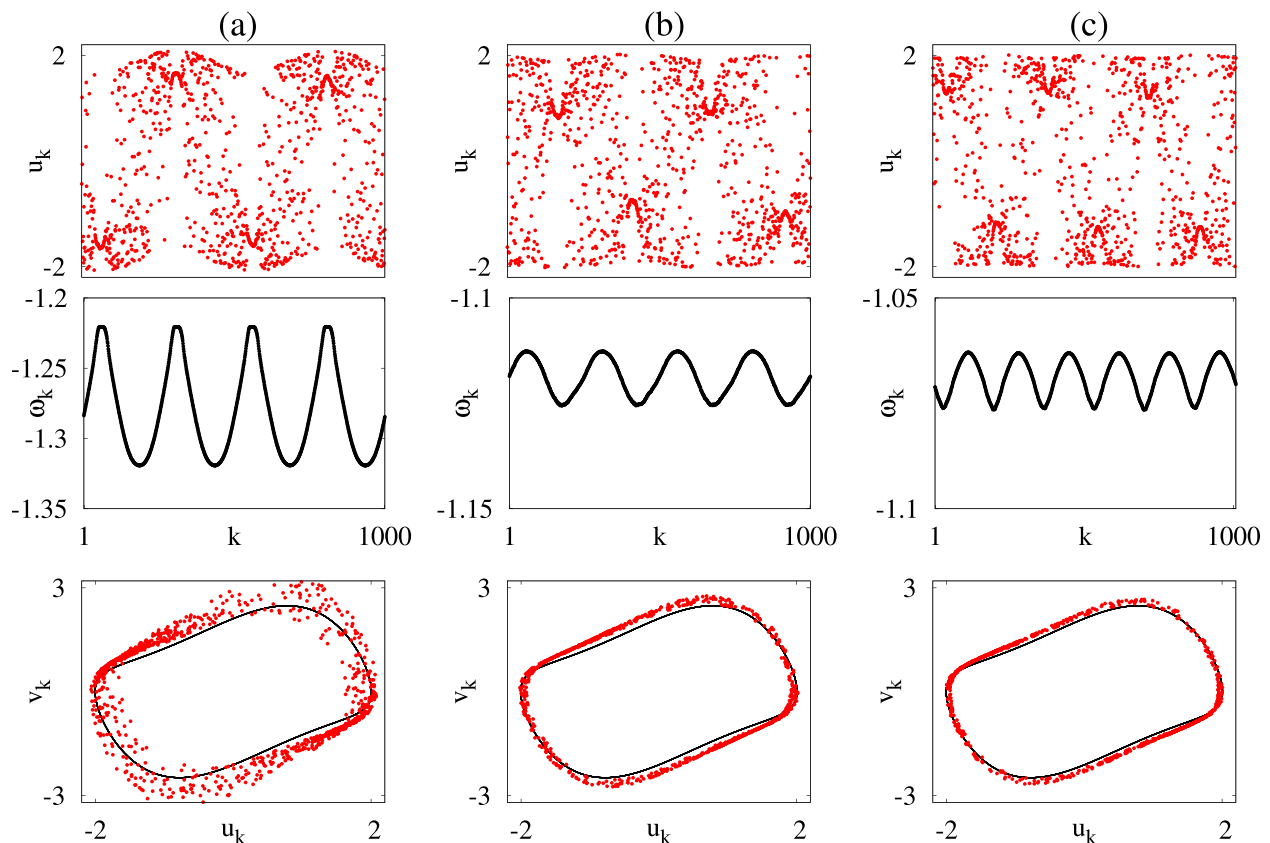 (a) (b) (c)
2 2 2
u_k u_k u_k
-2 -2 -2
-1.2 -1.1 -1.05
-1.25
ω_k ω_k ω_k
-1.3
-1.35 -1.15 -1.1
1 k 1000 1 k 1000 1 k 1000
3 3 3
v_k v_k v_k
-3 -3 -3
-2 u_k 2 -2 u_k 2 -2 u_k 2